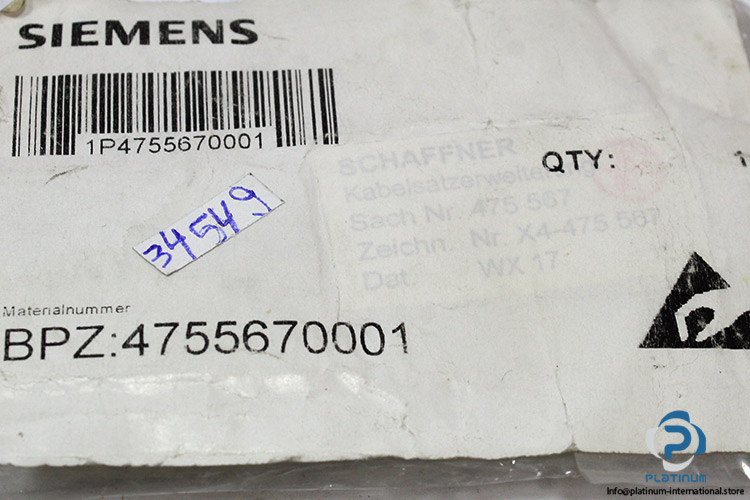 SIEMENS
1P4755670001
SCHAFFNER
QTY: 1
Sach Nr. 475 567
Zeichn. Nr. X4-475 567
Dat. WX 17
34549
Materialnummer
BPZ:4755670001
PLATINUM
Info@platinum-international.store